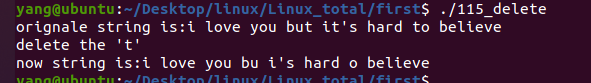 yang@ubuntu:~/Desktop/linux/Linux_total/first$ ./115_delete
orignale string is:i love you but it's hard to believe
delete the 't'
now string is:i love you bu i's hard o believe
yang@ubuntu:~/Desktop/linux/Linux_total/first$